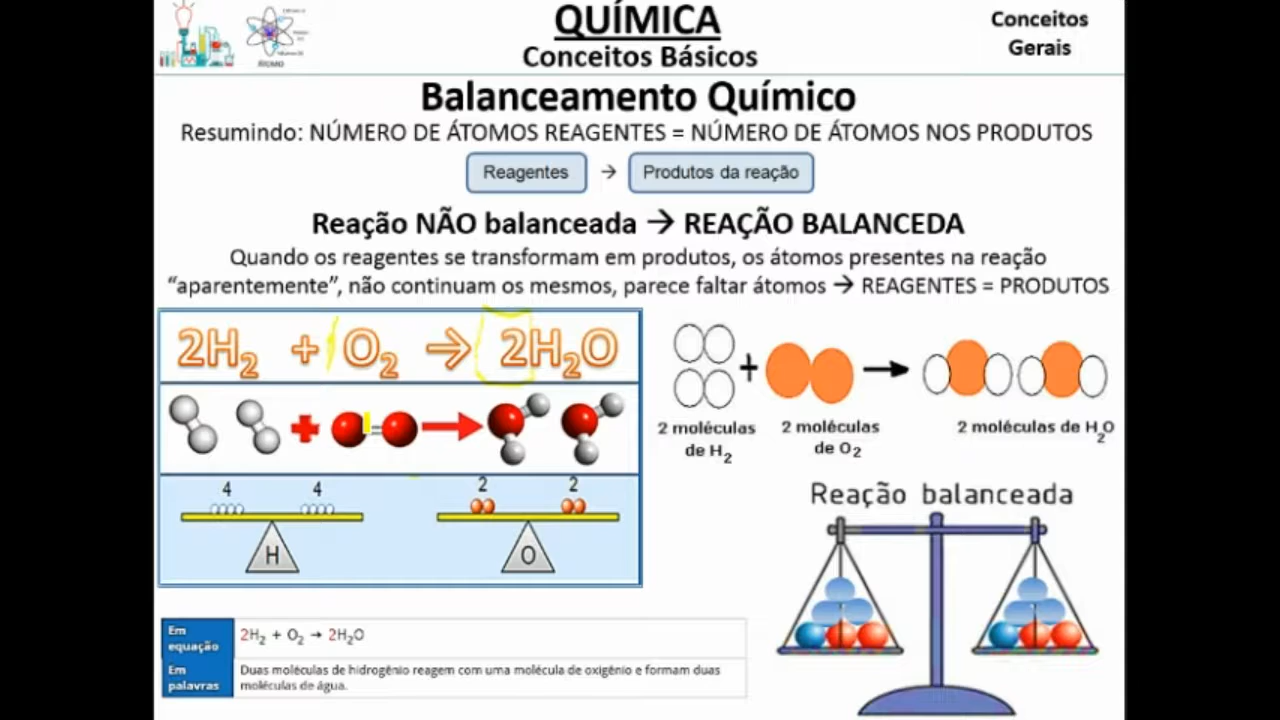 QUÍMICA
Conceitos Básicos
Conceitos
Gerais
ÁTOMO
Balanceamento Químico
Resumindo: NÚMERO DE ÁTOMOS REAGENTES = NÚMERO DE ÁTOMOS NOS PRODUTOS
Reagentes → Produtos da reação
Reação NÃO balanceada → REAÇÃO BALANCEDA
Quando os reagentes se transformam em produtos, os átomos presentes na reação
“aparentemente”, não continuam os mesmos, parece faltar átomos → REAGENTES = PRODUTOS
2H₂ + O₂ → 2H₂O
4 4 2 2
H O
+ →
2 moléculas de H₂
2 moléculas de O₂
2 moléculas de H₂O
Reação balanceada
Em equação
2H₂ + O₂ → 2H₂O
Em palavras
Duas moléculas de hidrogênio reagem com uma molécula de oxigênio e formam duas
moléculas de água.